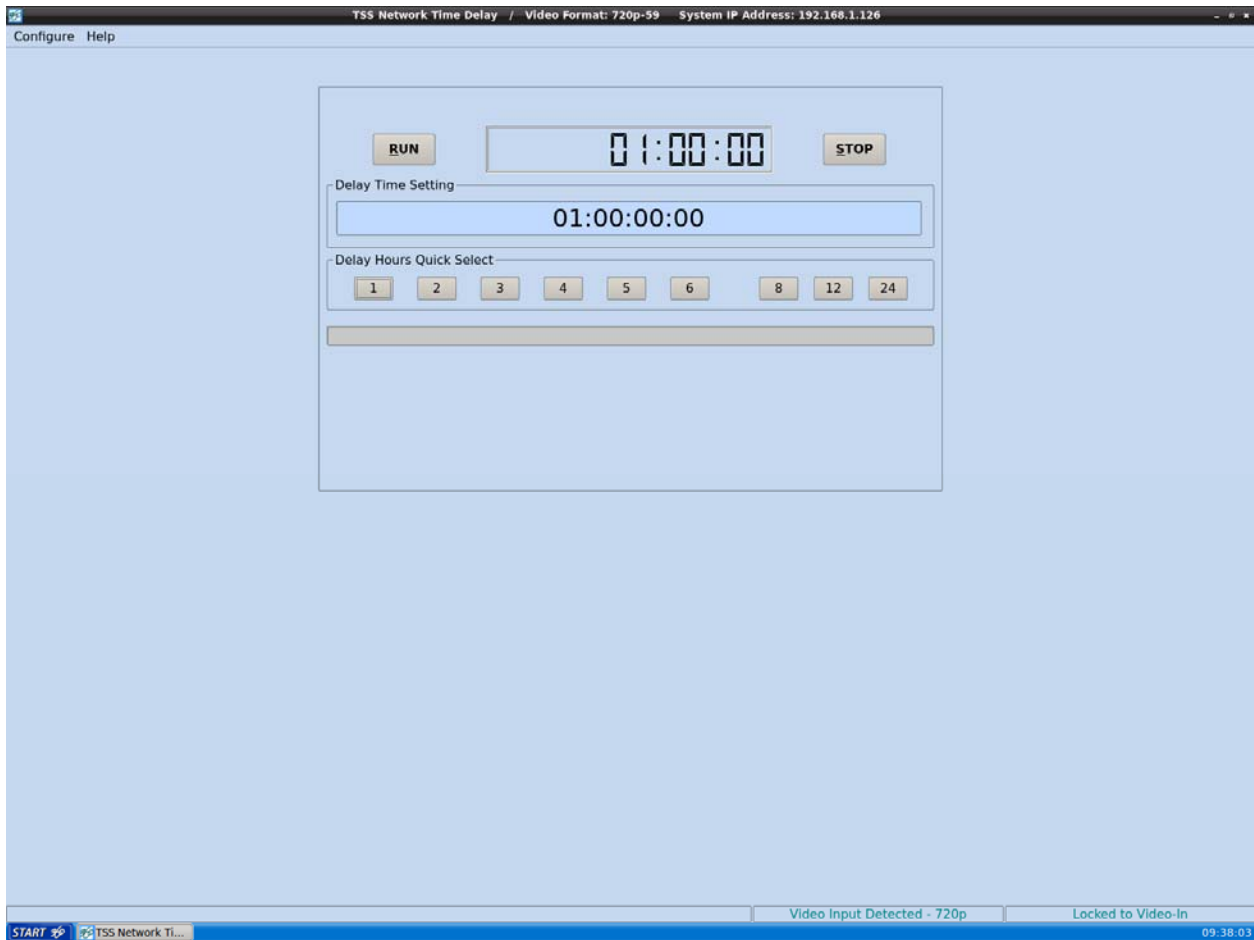 TSS Network Time Delay / Video Format: 720p-59 System IP Address: 192.168.1.126
Configure Help
RUN 01:00:00 STOP
Delay Time Setting
01:00:00:00
Delay Hours Quick Select
1 2 3 4 5 6 8 12 24
Video Input Detected - 720p Locked to Video-In
START TSS Network Ti... 09:38:03